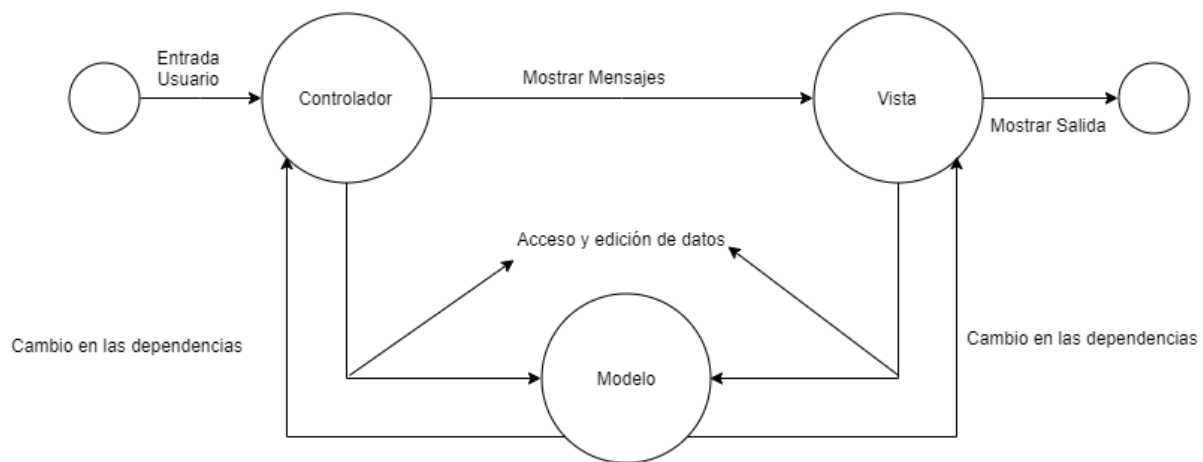 Entrada
Usuario
Controlador
Mostrar Mensajes
Vista
Mostrar Salida
Acceso y edición de datos
Cambio en las dependencias
Modelo
Cambio en las dependencias